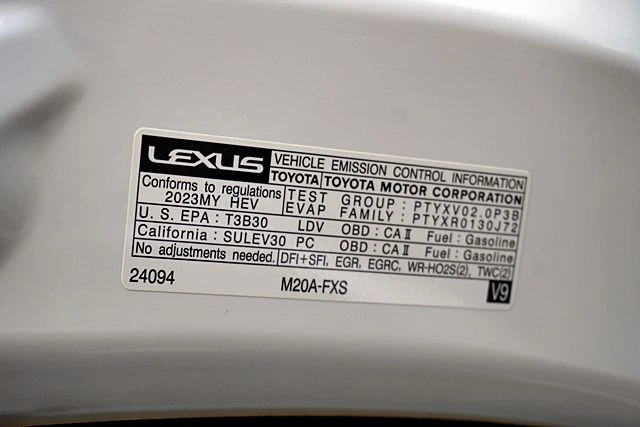 LEXUS VEHICLE EMISSION CONTROL INFORMATION
TOYOTA TOYOTA MOTOR CORPORATION
Conforms to regulations TEST GROUP : PTYXV02.0P3B
2023MY HEV EVAP FAMILY : PTYXR0130J72
U. S. EPA : T3B30 LDV OBD : CA II Fuel : Gasoline
California : SULEV30 PC OBD : CA II Fuel : Gasoline
No adjustments needed. DFI+SFI, EGR, EGRC, WR-HO2S(2), TWC(2)
24094 M20A-FXS V9